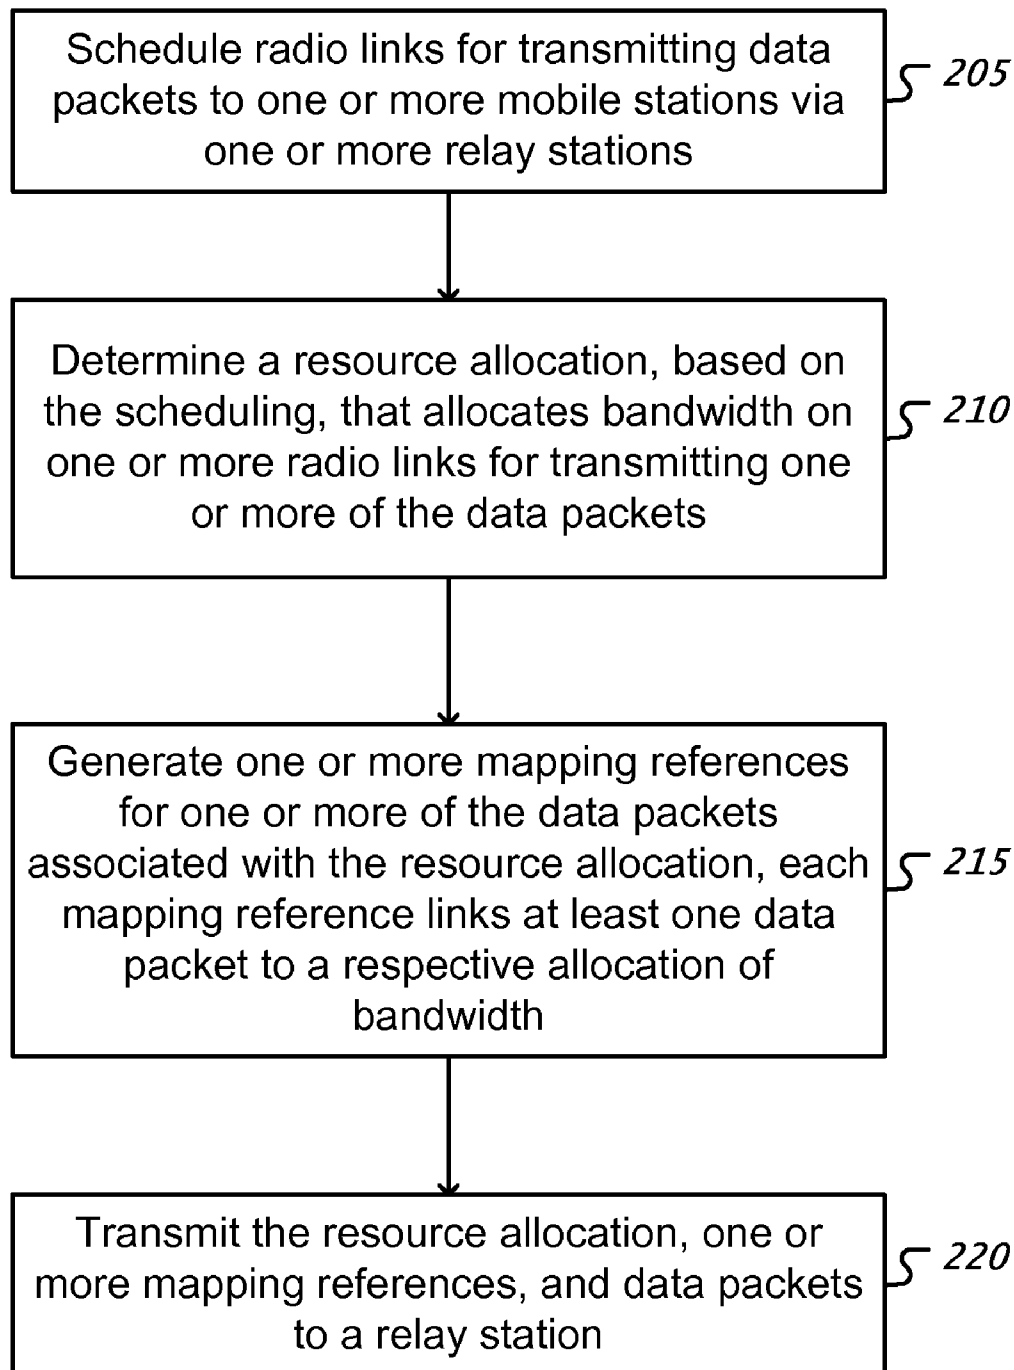 Schedule radio links for transmitting data
packets to one or more mobile stations via
one or more relay stations
205
Determine a resource allocation, based on
the scheduling, that allocates bandwidth on
one or more radio links for transmitting one
or more of the data packets
210
Generate one or more mapping references
for one or more of the data packets
associated with the resource allocation, each
mapping reference links at least one data
packet to a respective allocation of
bandwidth
215
Transmit the resource allocation, one or
more mapping references, and data packets
to a relay station
220